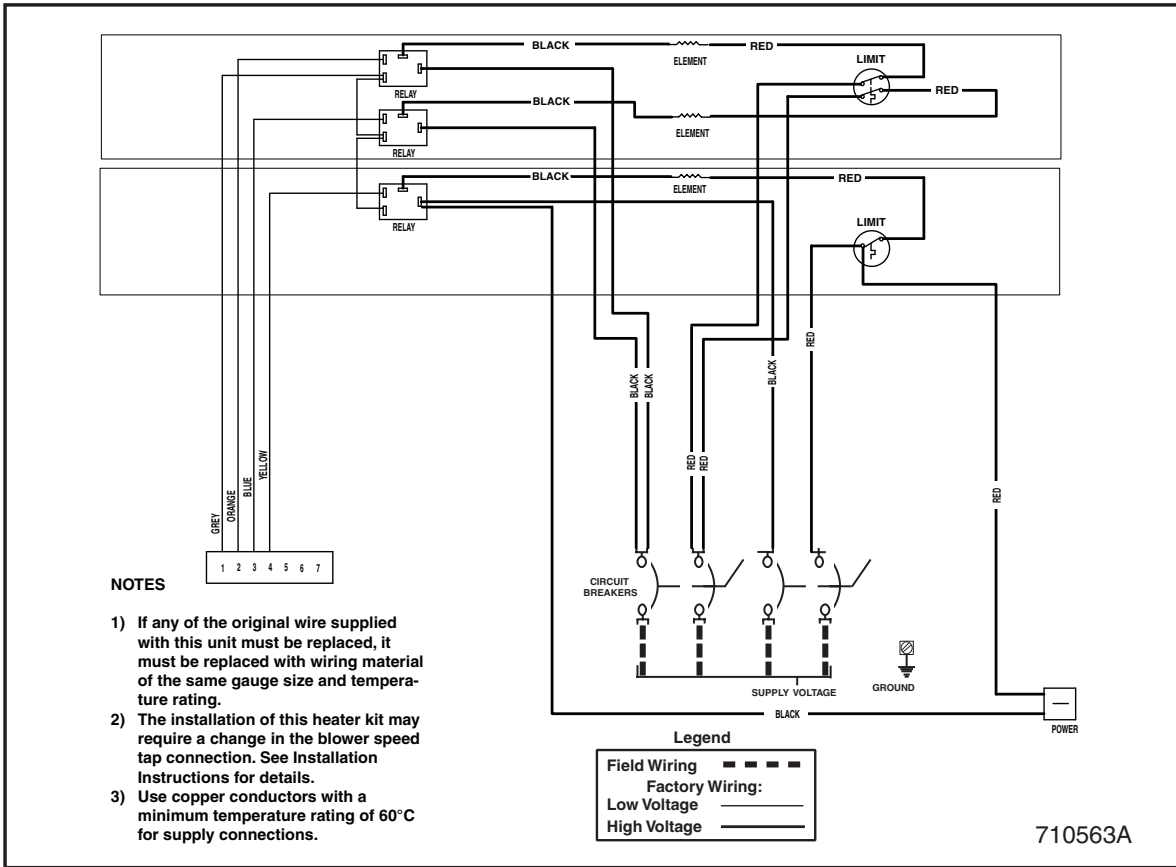 BLACK
RED
ELEMENT
LIMIT
RELAY
BLACK
RED
ELEMENT
RELAY
BLACK
RED
ELEMENT
RELAY
LIMIT
RED
BLACK
BLACK
BLACK
RED
RED
RED
GREY
ORANGE
BLUE
YELLOW
1 2 3 4 5 6 7
CIRCUIT
BREAKERS
SUPPLY VOLTAGE
GROUND
BLACK
POWER
NOTES
1) If any of the original wire supplied
with this unit must be replaced, it
must be replaced with wiring material
of the same gauge size and tempera-
ture rating.
2) The installation of this heater kit may
require a change in the blower speed
tap connection. See Installation
Instructions for details.
3) Use copper conductors with a
minimum temperature rating of 60°C
for supply connections.
Legend
Field Wiring
Factory Wiring:
Low Voltage
High Voltage
710563A